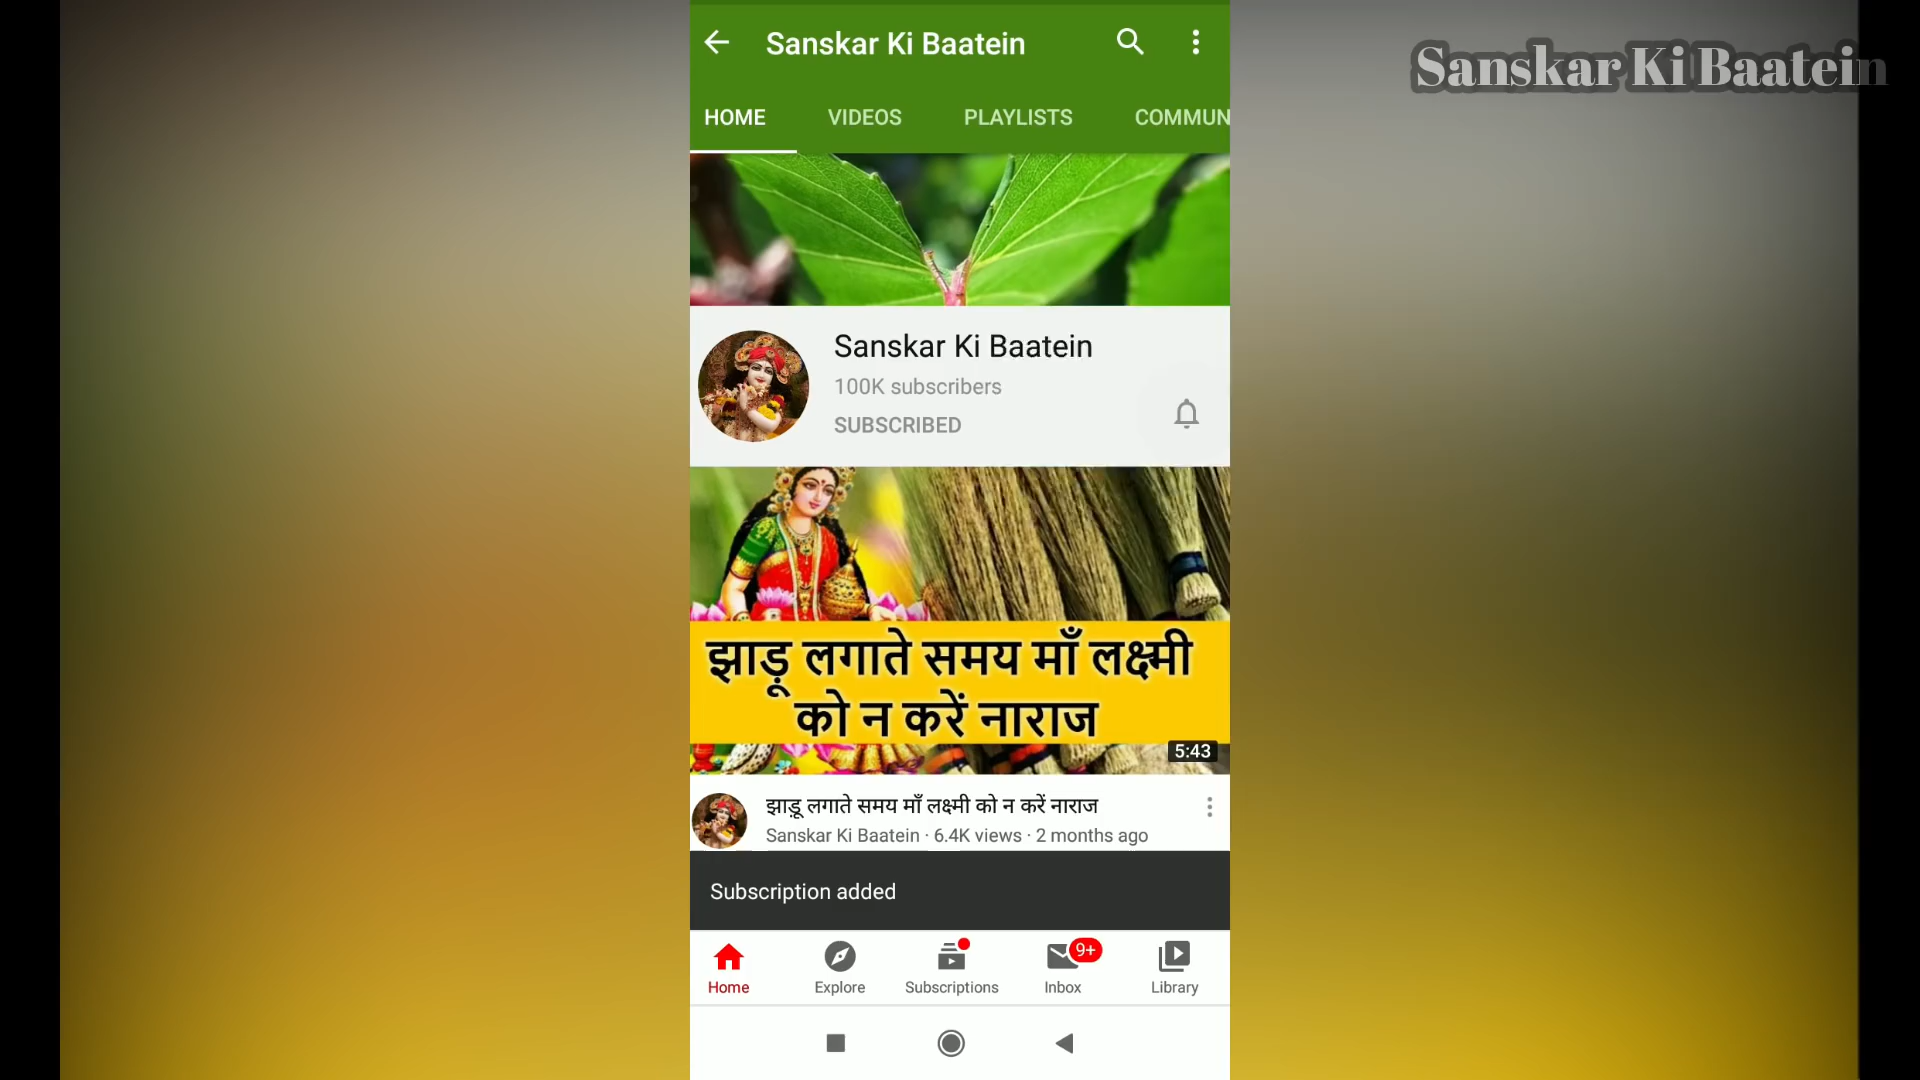 Sanskar Ki Baatein
Sanskar Ki Baatein
HOME VIDEOS PLAYLISTS COMMUN
Sanskar Ki Baatein
100K subscribers
SUBSCRIBED
झाड़ू लगाते समय माँ लक्ष्मी
को न करें नाराज
5:43
झाड़ू लगाते समय माँ लक्ष्मी को न करें नाराज
Sanskar Ki Baatein · 6.4K views · 2 months ago
Subscription added
9+
Home Explore Subscriptions Inbox Library